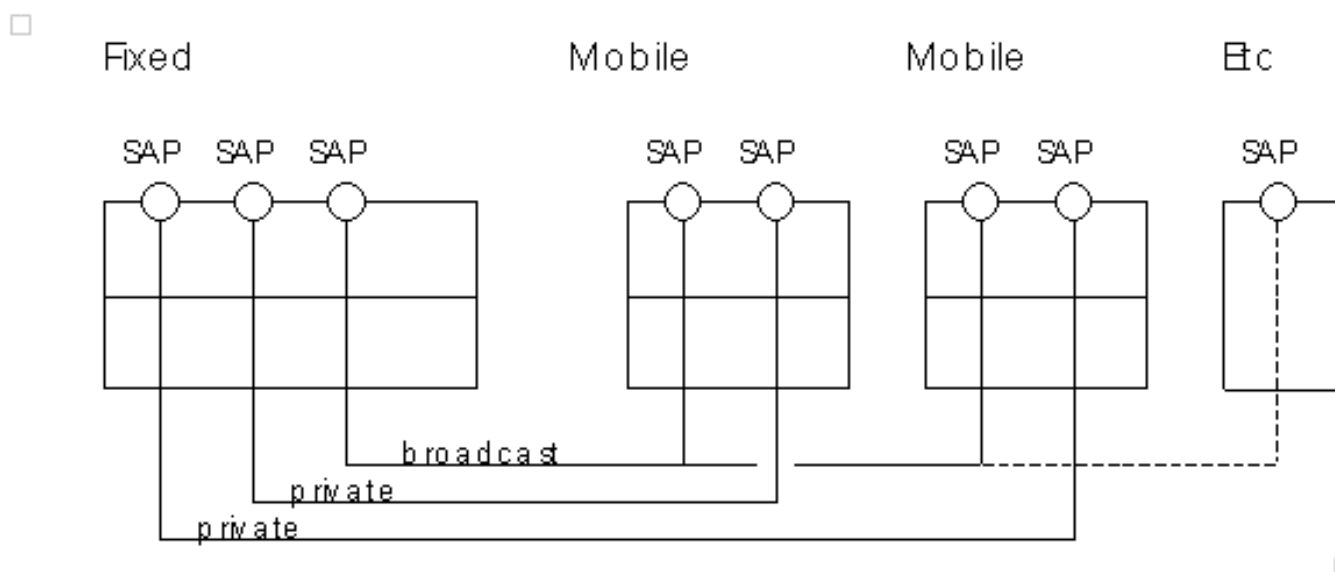 Fixed Mobile Mobile Etc
SAP SAP SAP SAP SAP SAP SAP SAP
broadcast
private
private